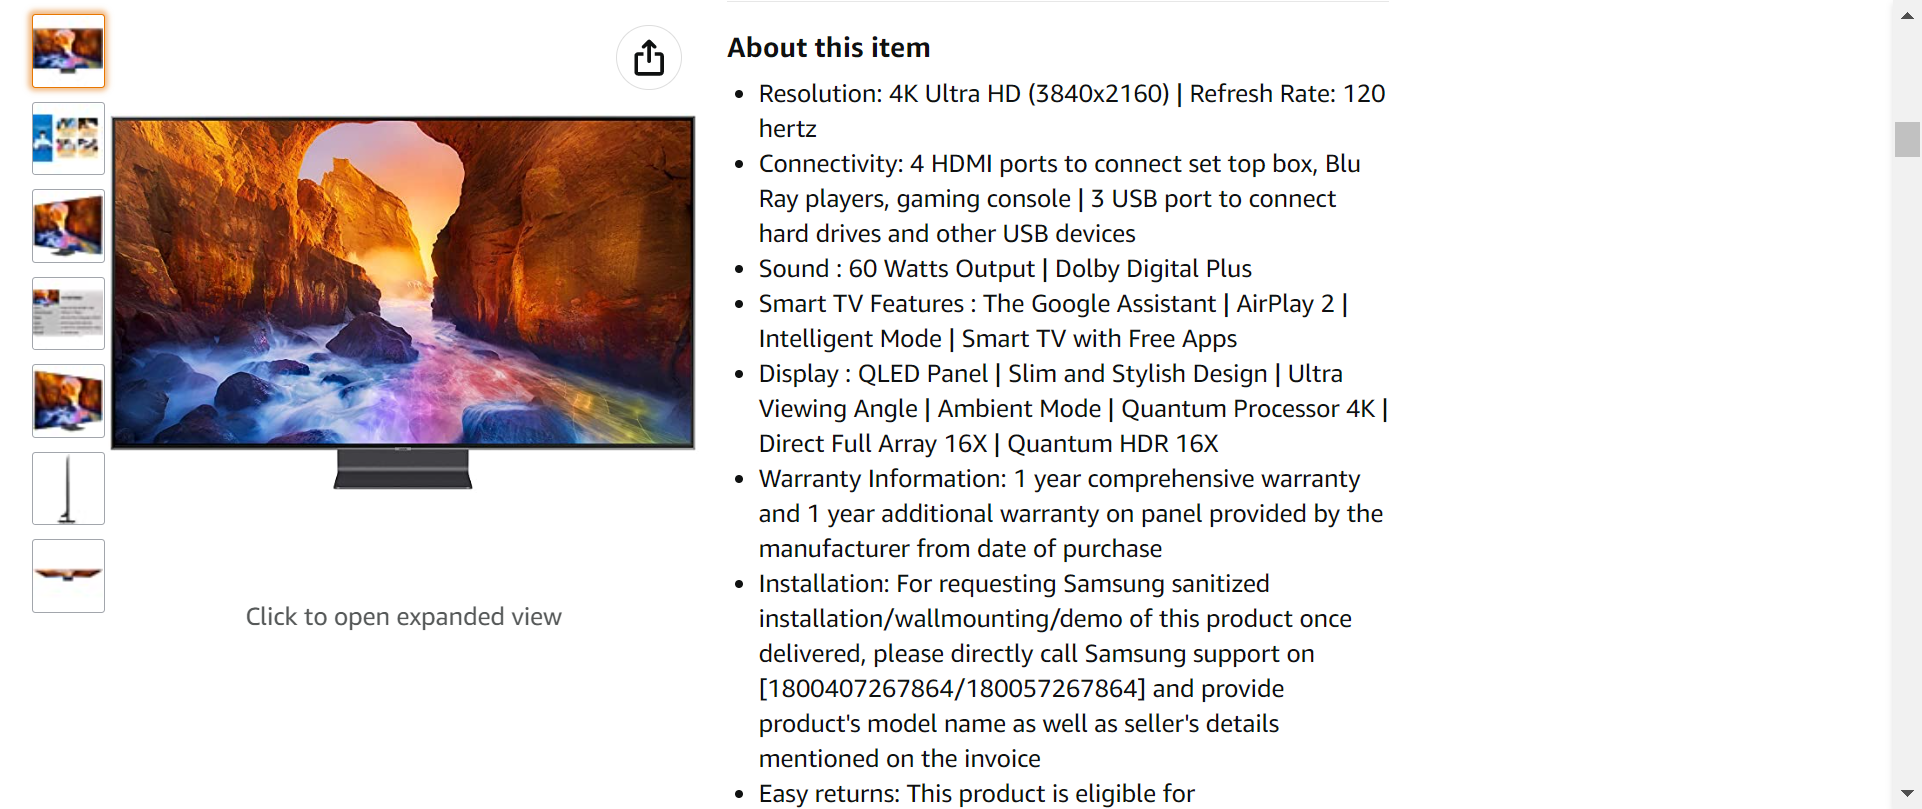 About this item
Resolution: 4K Ultra HD (3840x2160) | Refresh Rate: 120
hertz
Connectivity: 4 HDMI ports to connect set top box, Blu
Ray players, gaming console | 3 USB port to connect
hard drives and other USB devices
Sound : 60 Watts Output | Dolby Digital Plus
Smart TV Features : The Google Assistant | AirPlay 2 |
Intelligent Mode | Smart TV with Free Apps
Display : QLED Panel | Slim and Stylish Design | Ultra
Viewing Angle | Ambient Mode | Quantum Processor 4K |
Direct Full Array 16X | Quantum HDR 16X
Warranty Information: 1 year comprehensive warranty
and 1 year additional warranty on panel provided by the
manufacturer from date of purchase
Installation: For requesting Samsung sanitized
installation/wallmounting/demo of this product once
delivered, please directly call Samsung support on
[1800407267864/180057267864] and provide
product's model name as well as seller's details
mentioned on the invoice
Easy returns: This product is eligible for
Click to open expanded view